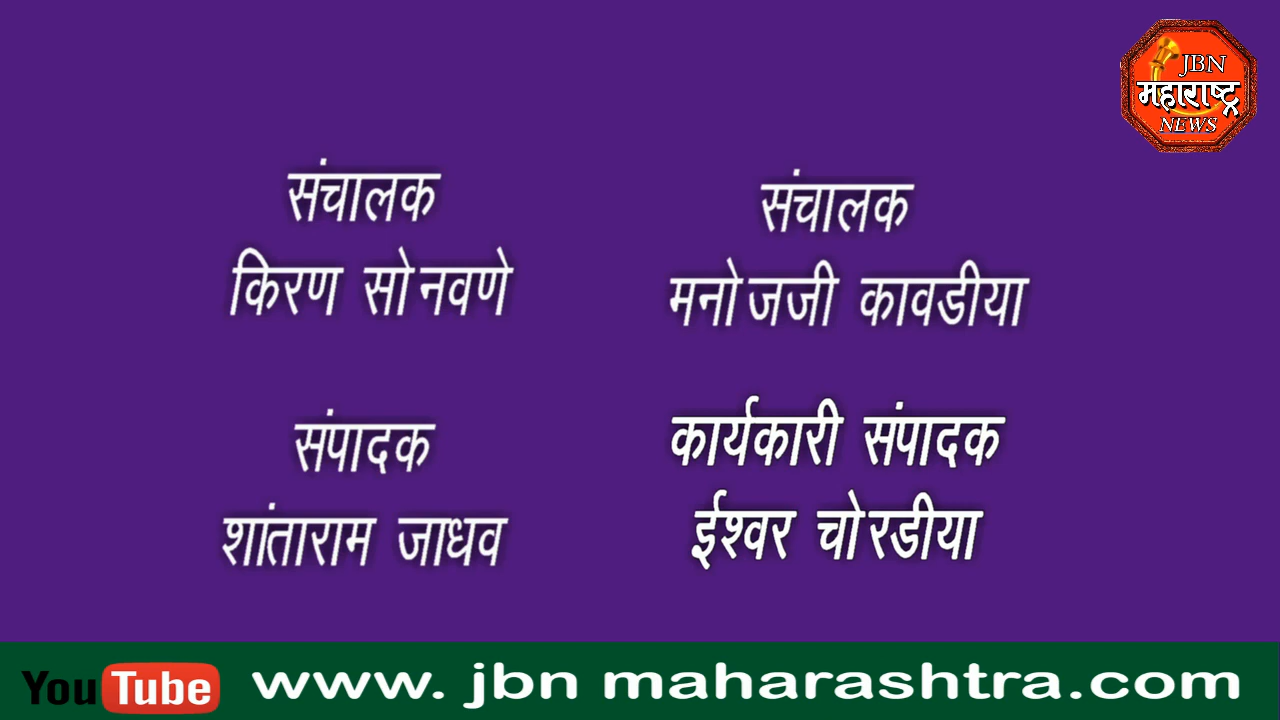 JBN
महाराष्ट्र
NEWS
संचालक
किरण सोनवणे
संचालक
मनोजजी कावडीया
संपादक
शांताराम जाधव
कार्यकारी संपादक
ईश्वर चोरडीया
YouTube
www. jbn maharashtra.com